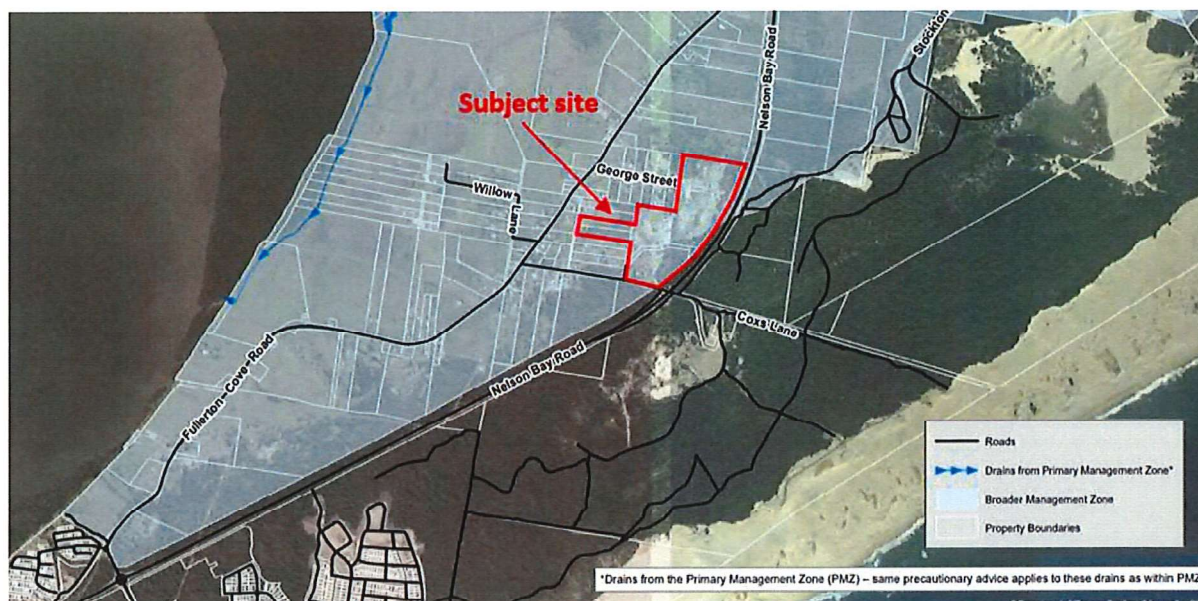 Stockton
Nelson Bay Road
Subject site
George Street
Willow Lane
Coxs Lane
Nelson Bay Road
Fullerton-Cove-Road
Roads
Drains from Primary Management Zone*
Broader Management Zone
Property Boundaries
*Drains from the Primary Management Zone (PMZ) – same precautionary advice applies to these drains as within PMZ